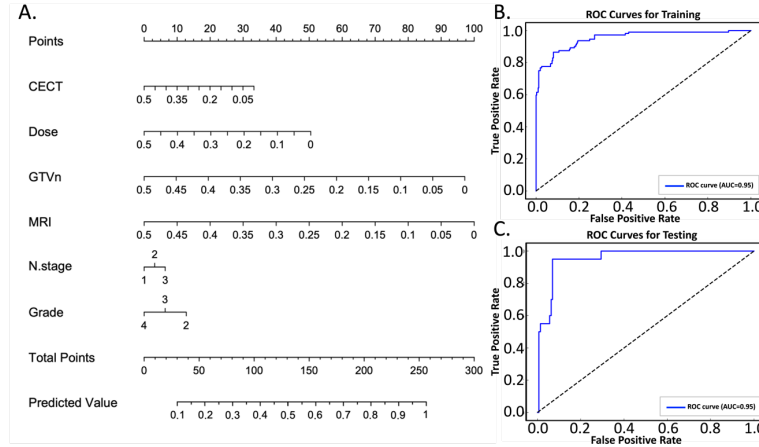 A.
Points
0 10 20 30 40 50 60 70 80 90 100
CECT
0.5 0.35 0.2 0.05
Dose
0.5 0.4 0.3 0.2 0.1 0
GTVn
0.5 0.45 0.4 0.35 0.3 0.25 0.2 0.15 0.1 0.05 0
MRI
0.5 0.45 0.4 0.35 0.3 0.25 0.2 0.15 0.1 0.05 0
2
N.stage
1 3
3
Grade
4 2
Total Points
0 50 100 150 200 250 300
Predicted Value
0.1 0.2 0.3 0.4 0.5 0.6 0.7 0.8 0.9 1
B.
ROC Curves for Training
True Positive Rate
1.0
0.8
0.6
0.4
0.2
0.0
ROC curve (AUC=0.95)
0.0 0.2 0.4 0.6 0.8 1.0
False Positive Rate
C.
ROC Curves for Testing
True Positive Rate
1.0
0.8
0.6
0.4
0.2
0.0
ROC curve (AUC=0.95)
0.0 0.2 0.4 0.6 0.8 1.0
False Positive Rate